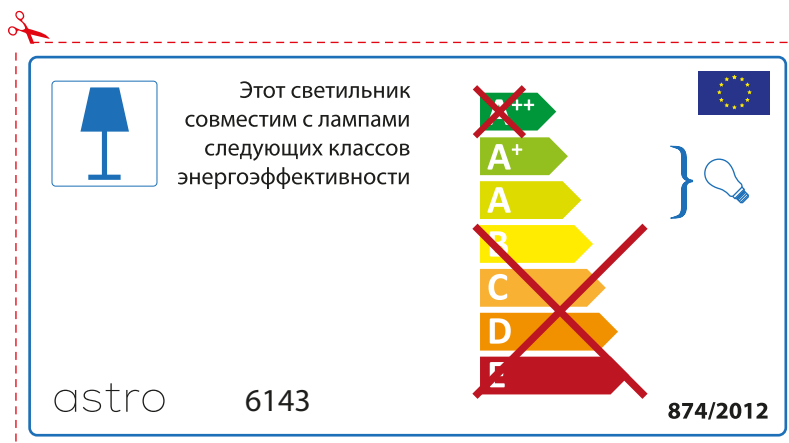 Этот светильник
совместим с лампами
следующих классов
энергоэффективности
A++
A+
A
B
C
D
E
astro
6143
874/2012